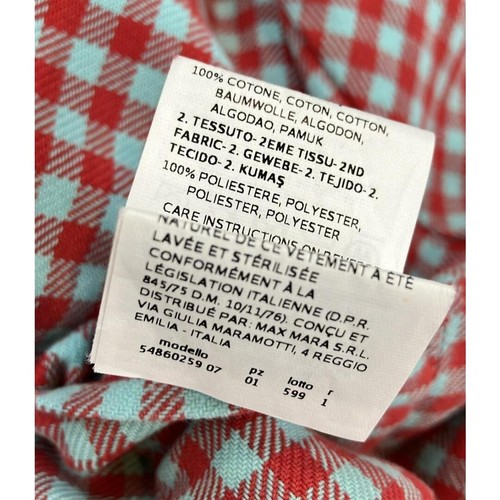 100% COTONE, COTON, COTTON,
BAUMWOLLE, ALGODON,
ALGODAO, PAMUK
2. TESSUTO-2EME TISSU-2ND
FABRIC-2. GEWEBE-2. TEJIDO-2.
TECIDO-2. KUMAŞ
100% POLIESTERE, POLYESTER,
POLIESTER, POLYESTER
CARE INSTRUCTIONS ON REVERSE
NATUREL DE CE VÊTEMENT A ÉTÉ
LAVÉE ET STÉRILISÉE
CONFORMÉMENT À LA
LÉGISLATION ITALIENNE (D.P.R.
845/75 D.M. 10/11/76). CONÇU ET
DISTRIBUÉ PAR: MAX MARA S.R.L.
VIA GIULIA MARAMOTTI, 4 REGGIO
EMILIA - ITALIA
modello pz lotto r
54860259 07 01 599 1